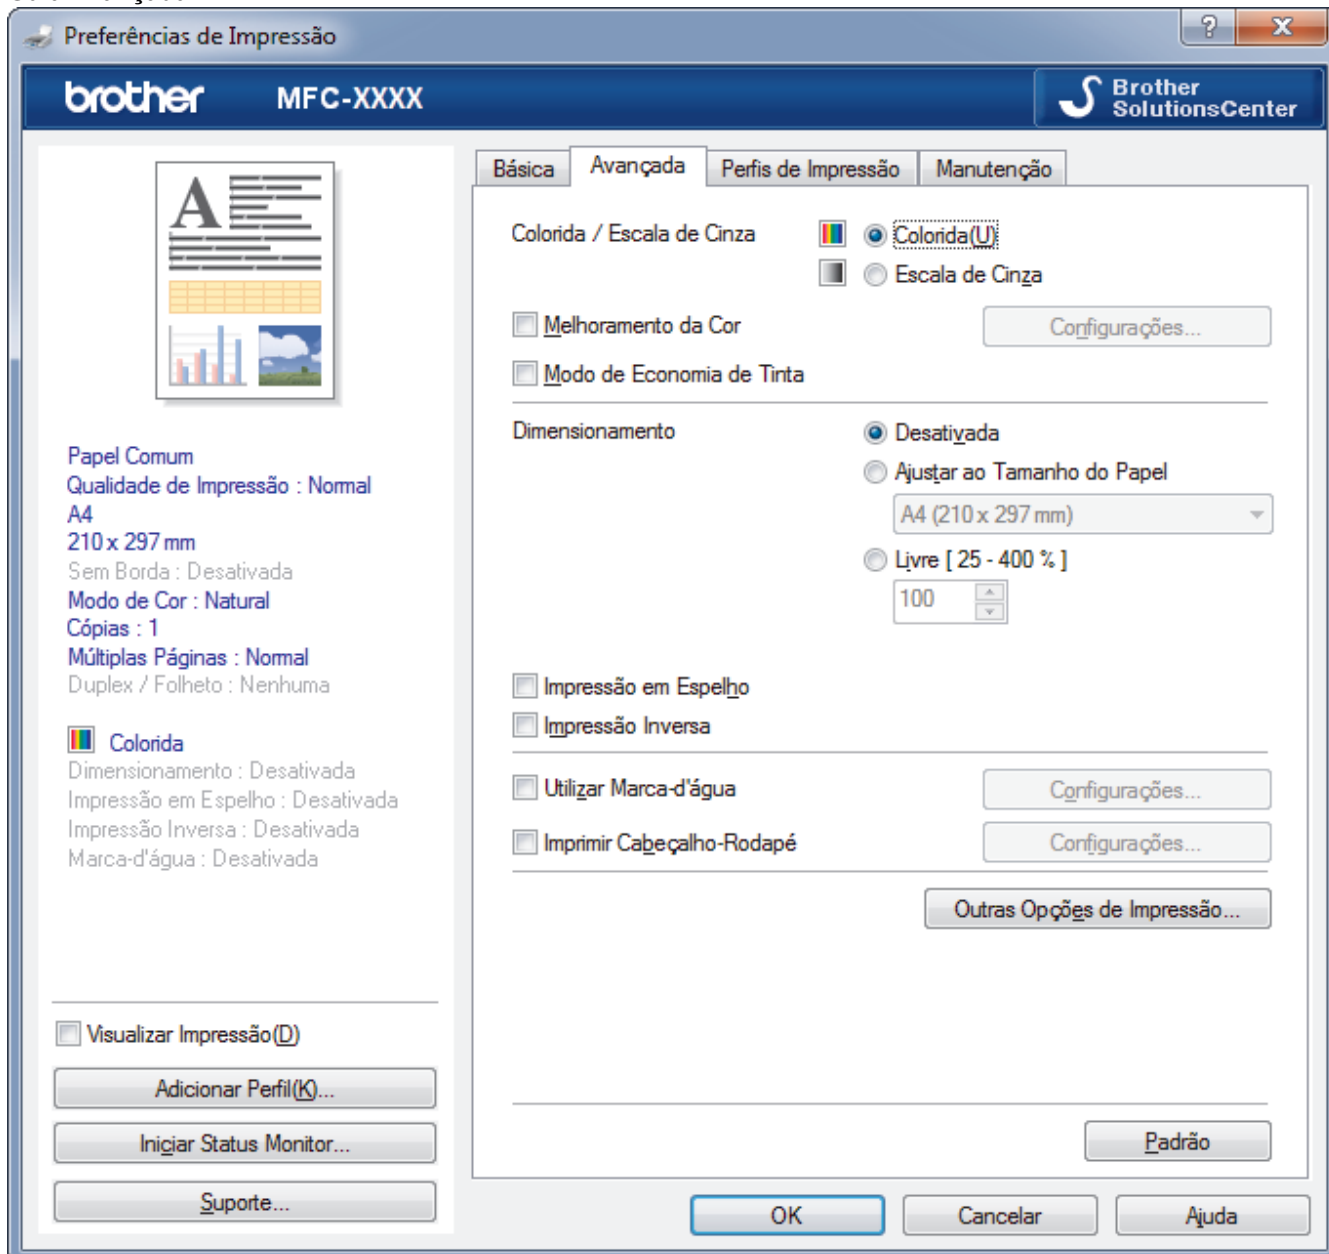 Preferências de Impressão
brother MFC-XXXX
Brother
SolutionsCenter
A
Papel Comum
Qualidade de Impressão : Normal
A4
210 x 297 mm
Sem Borda : Desativada
Modo de Cor : Natural
Cópias : 1
Múltiplas Páginas : Normal
Duplex / Folheto : Nenhuma
Colorida
Dimensionamento : Desativada
Impressão em Espelho : Desativada
Impressão Inversa : Desativada
Marca-d'água : Desativada
Visualizar Impressão(D)
Adicionar Perfil(K)...
Iniciar Status Monitor...
Suporte...
Básica Avançada Perfis de Impressão Manutenção
Colorida / Escala de Cinza Colorida(U)
Escala de Cinza
Melhoramento da Cor Configurações...
Modo de Economia de Tinta
Dimensionamento Desativada
Ajustar ao Tamanho do Papel
A4 (210 x 297 mm)
Livre [ 25 - 400 % ]
100
Impressão em Espelho
Impressão Inversa
Utilizar Marca-d'água Configurações...
Imprimir Cabeçalho-Rodapé Configurações...
Outras Opções de Impressão...
Padrão
OK Cancelar Ajuda